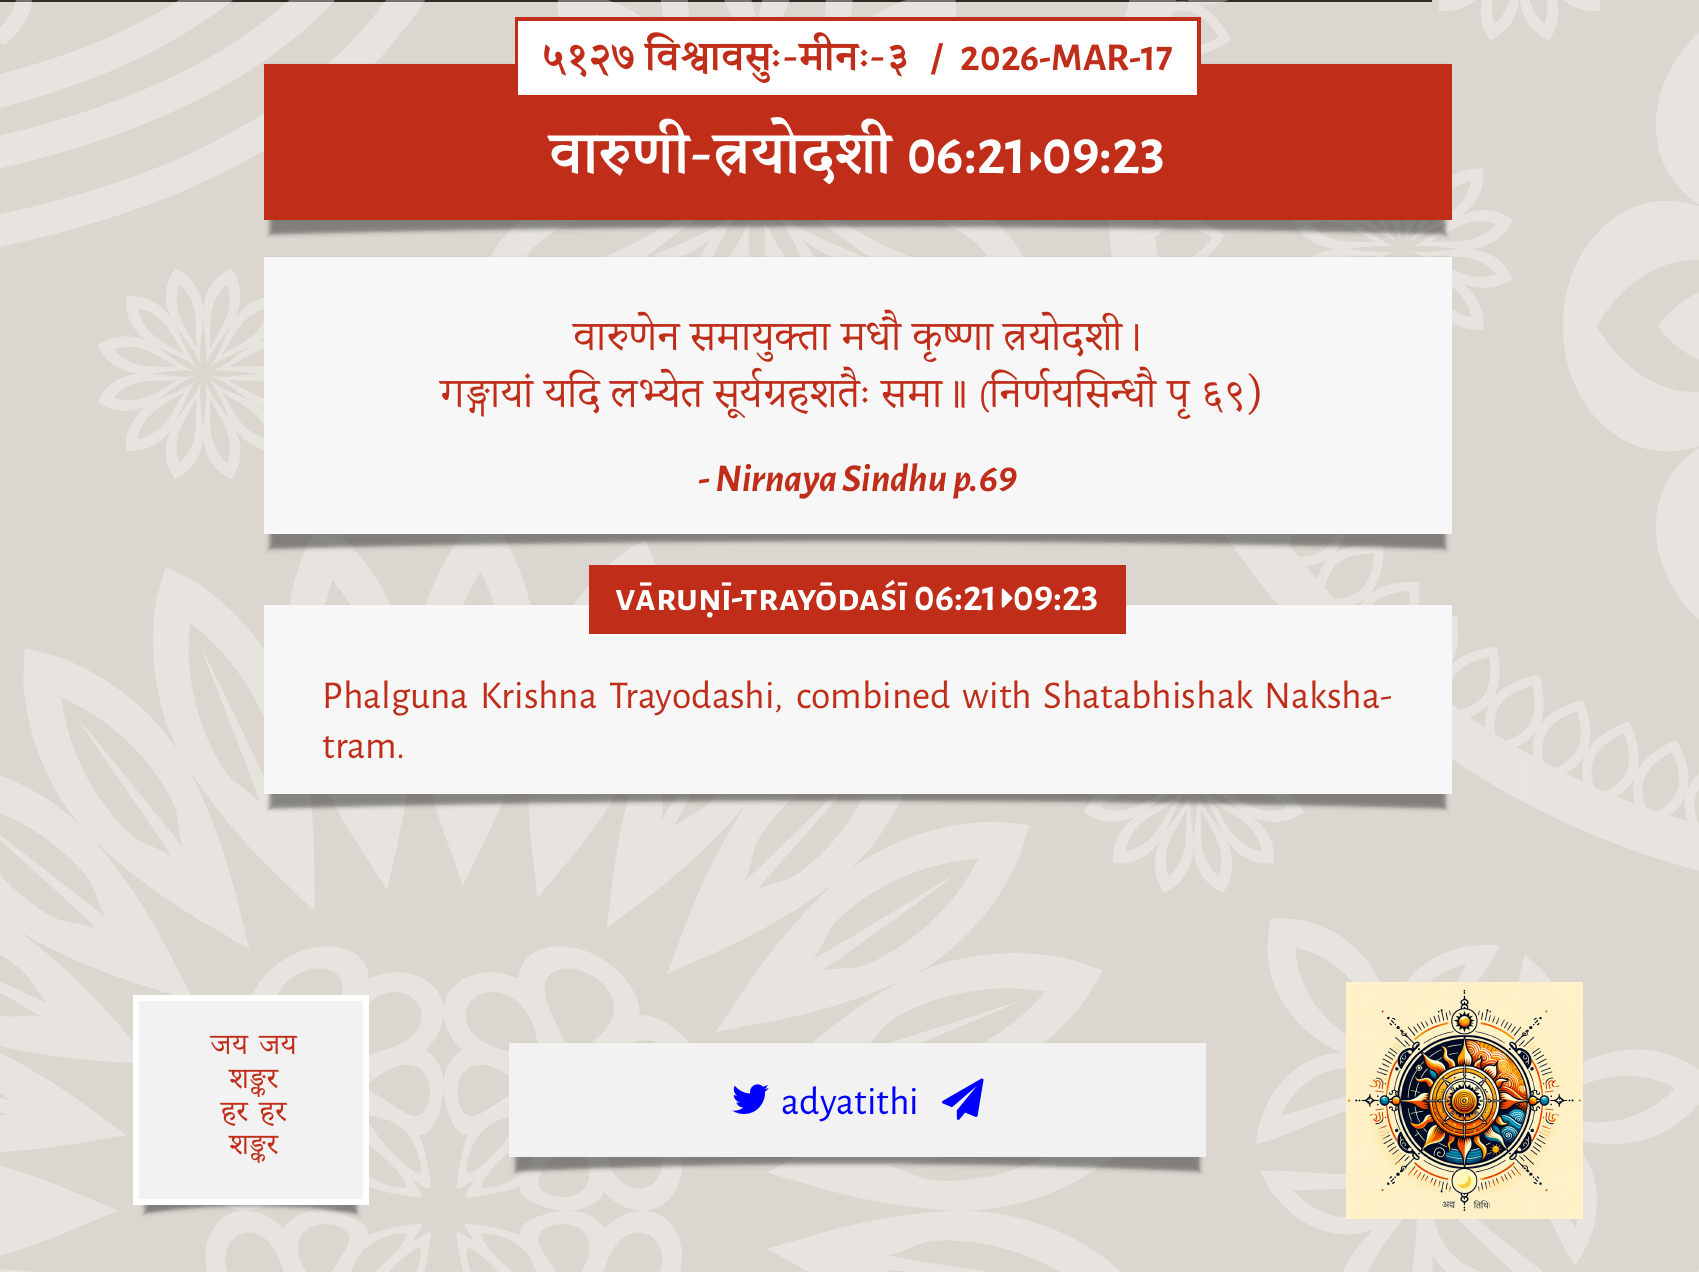 ५१२७ विश्वावसुः-मीनः-३ / 2026-MAR-17
वारुणी-त्रयोदशी 06:21▸09:23
वारुणेन समायुक्ता मधौ कृष्णा त्रयोदशी।
गङ्गायां यदि लभ्येत सूर्यग्रहशतैः समा॥ (निर्णयसिन्धौ पृ ६९)
- Nirnaya Sindhu p.69
VĀRUṆĪ-TRAYŌDAŚĪ 06:21▸09:23
Phalguna Krishna Trayodashi, combined with Shatabhishak Naksha-
tram.
जय जय
शङ्कर
हर हर
शङ्कर
adyatithi
अद्य तिथिः